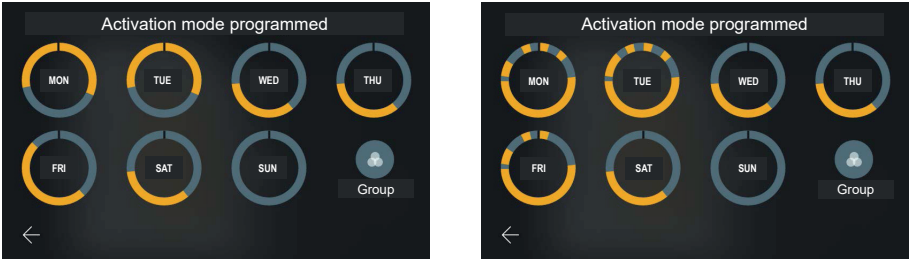 Activation mode programmed
MON TUE WED THU
FRI SAT SUN
Group
Activation mode programmed
MON TUE WED THU
FRI SAT SUN
Group